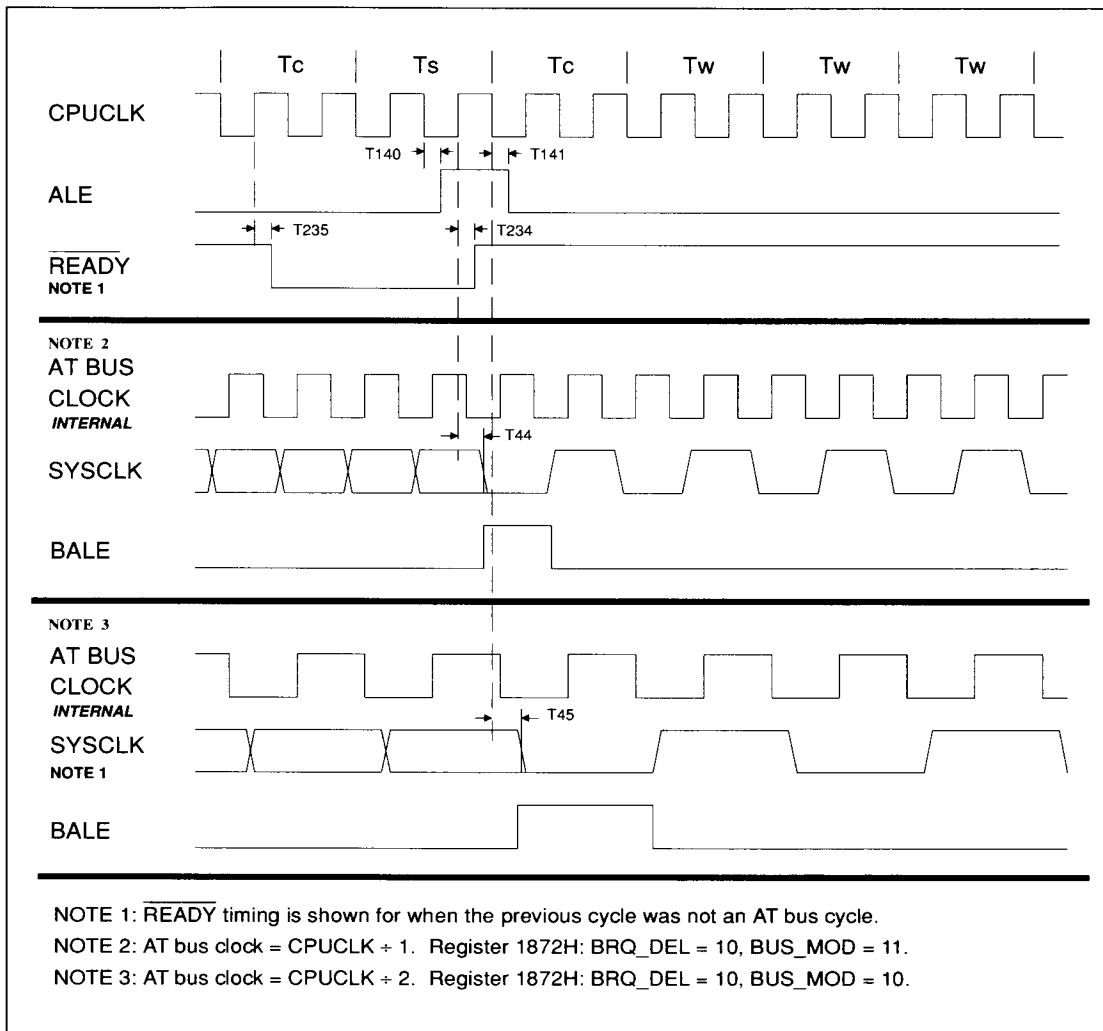 Tc Ts Tc Tw Tw Tw
CPUCLK
T140 T141
ALE
T235 T234
READY
NOTE 1
NOTE 2
AT BUS
CLOCK
INTERNAL
T44
SYSCLK
BALE
NOTE 3
AT BUS
CLOCK
INTERNAL
T45
SYSCLK
NOTE 1
BALE
NOTE 1: READY timing is shown for when the previous cycle was not an AT bus cycle.
NOTE 2: AT bus clock = CPUCLK ÷ 1. Register 1872H: BRQ_DEL = 10, BUS_MOD = 11.
NOTE 3: AT bus clock = CPUCLK ÷ 2. Register 1872H: BRQ_DEL = 10, BUS_MOD = 10.